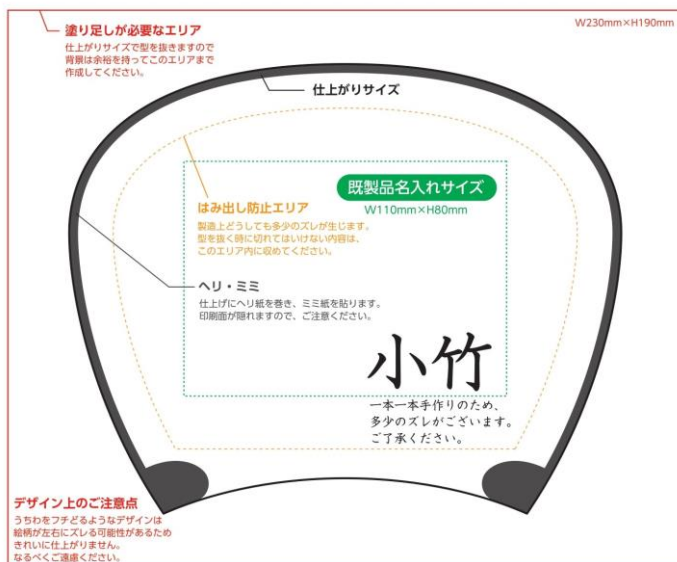 塗り足しが必要なエリア
仕上がりサイズで型を抜きますので
背景は余裕を持ってこのエリアまで
作成してください。
W230mm×H190mm
仕上がりサイズ
既製品名入れサイズ
W110mm×H80mm
はみ出し防止エリア
製造上どうしても多少のズレが生じます。
型を抜く時に切れてはいけない内容は、
このエリア内に収めてください。
ヘリ・ミミ
仕上げにヘリ紙を巻き、ミミ紙を貼ります。
印刷面が隠れますので、ご注意ください。
小竹
一本一本手作りのため、
多少のズレがございます。
ご了承ください。
デザイン上のご注意点
うちわをフチどるようなデザインは
絵柄が左右にズレる可能性があるため
きれいに仕上がりません。
なるべくご遠慮ください。